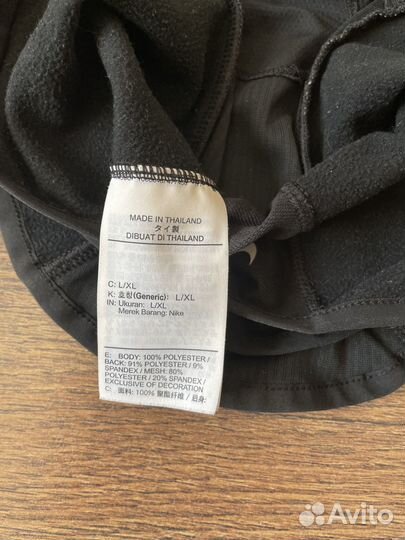 MADE IN THAILAND
タイ製
DIBUAT DI THAILAND
C: L/XL
K: 호칭(Generic): L/XL
IN: Ukuran: L/XL
Merek Barang: Nike
E: BODY: 100% POLYESTER /
BACK: 91% POLYESTER / 9%
SPANDEX / MESH: 80%
POLYESTER / 20% SPANDEX /
EXCLUSIVE OF DECORATION
C: 面料: 100% 聚酯纤维 / 后身:
Avito